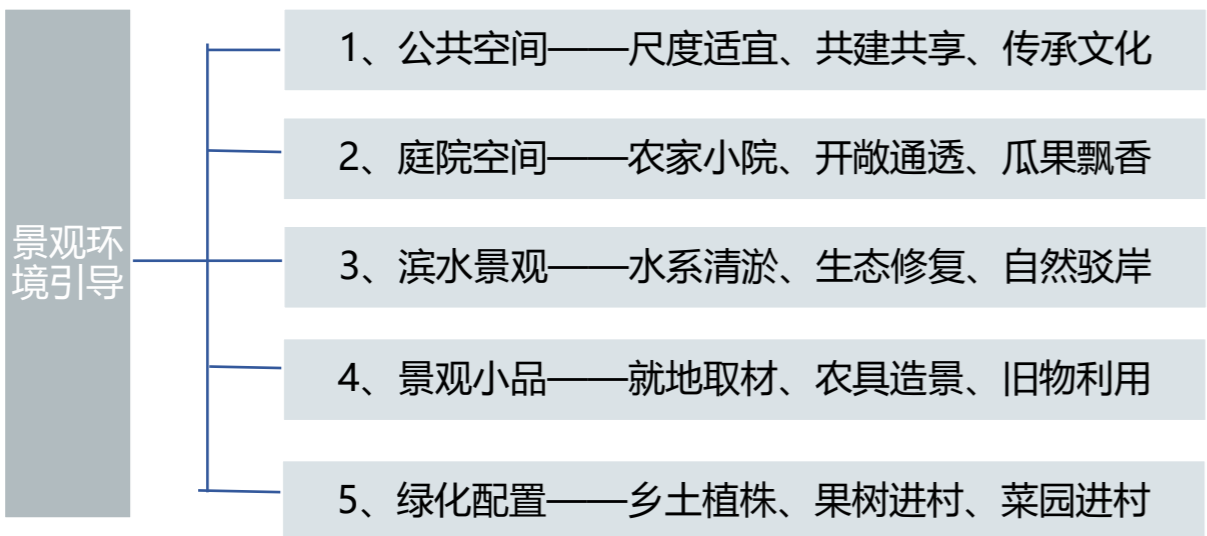 景观环
境引导
1、公共空间——尺度适宜、共建共享、传承文化
2、庭院空间——农家小院、开敞通透、瓜果飘香
3、滨水景观——水系清淤、生态修复、自然驳岸
4、景观小品——就地取材、农具造景、旧物利用
5、绿化配置——乡土植株、果树进村、菜园进村